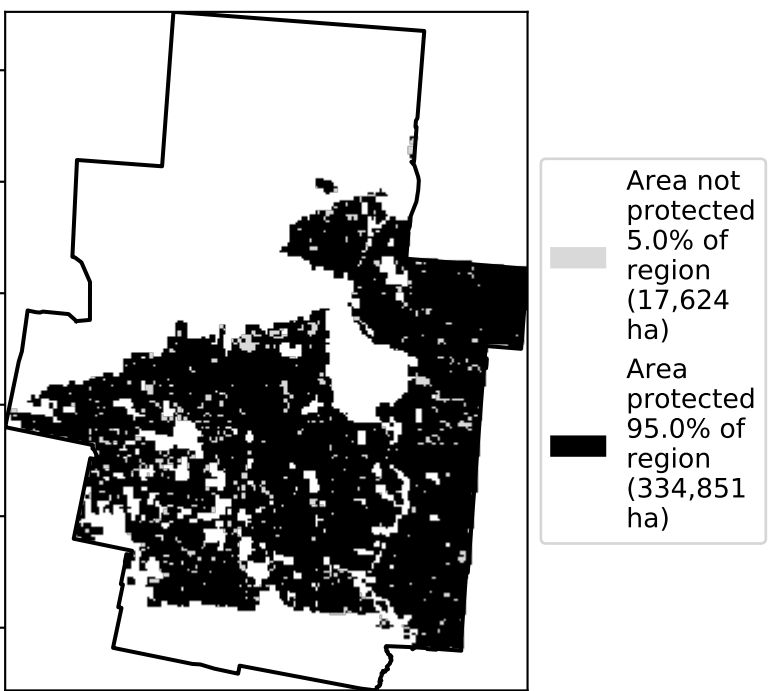 Area not
protected
5.0% of
region
(17,624
ha)
Area
protected
95.0% of
region
(334,851
ha)